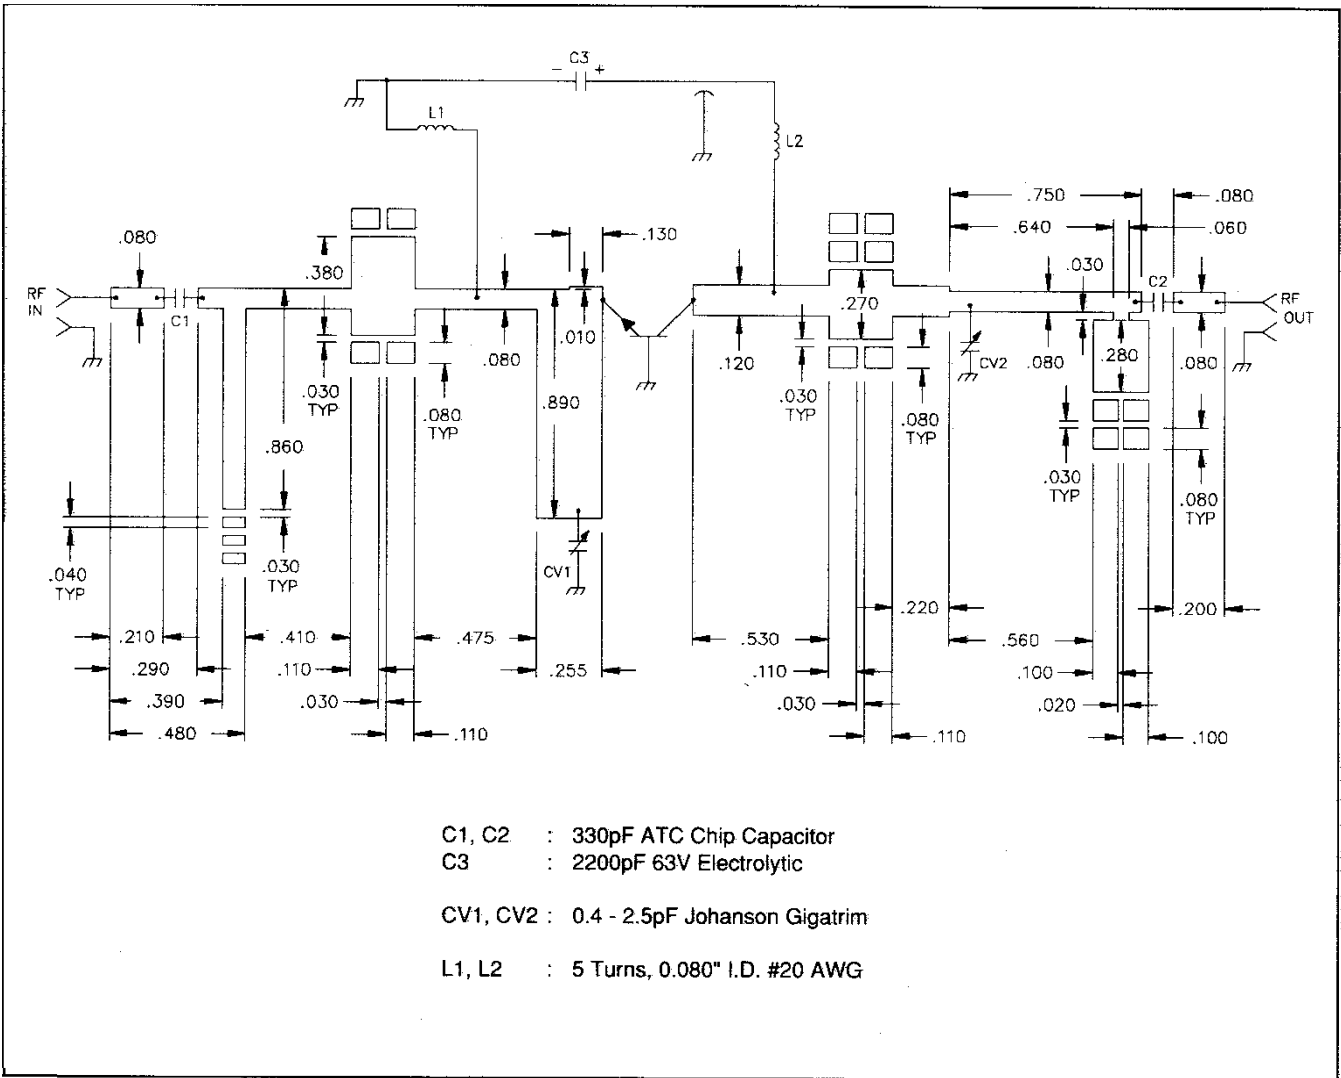 C3
− +
L1
L2
.750
.080
.640
.060
.130
.080
.380
.030
C2
RF
IN
RF
OUT
C1
.270
.010
.080
.120
CV2
.080
.280
.080
.030
TYP
.080
TYP
.890
.030
TYP
.080
TYP
.860
.030
TYP
.080
TYP
.040
TYP
.030
TYP
CV1
.210
.410
.475
.530
.220
.560
.200
.290
.110
.255
.110
.100
.390
.030
.030
.020
.480
.110
.110
.100
C1, C2 : 330pF ATC Chip Capacitor
C3 : 2200pF 63V Electrolytic
CV1, CV2 : 0.4 - 2.5pF Johanson Gigatrim
L1, L2 : 5 Turns, 0.080" I.D. #20 AWG